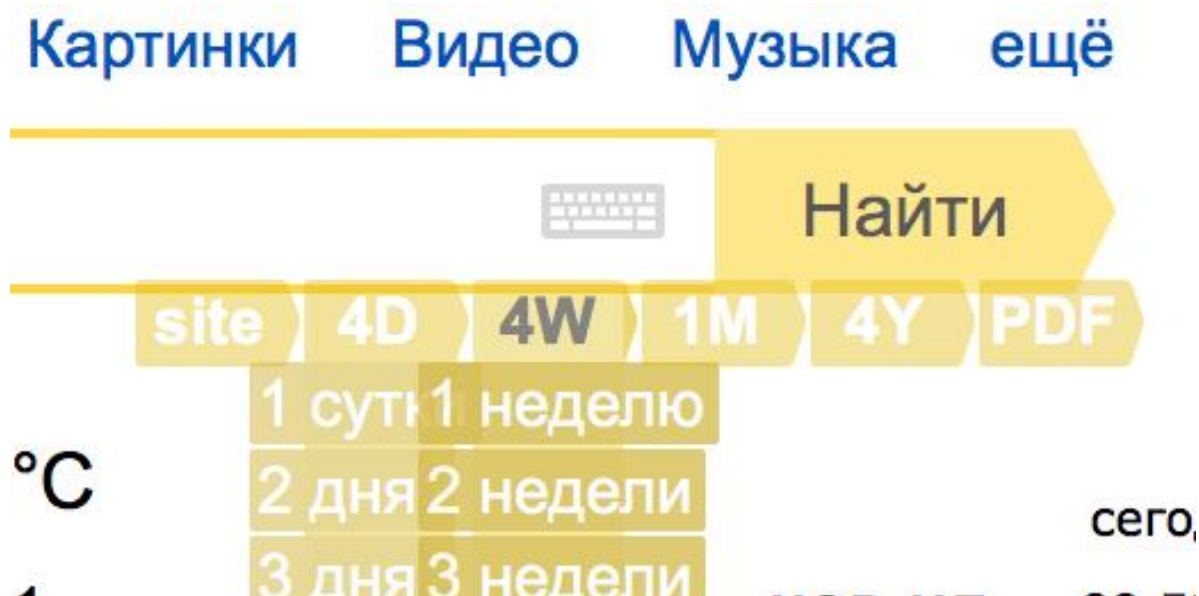 Картинки Видео Музыка ещё
Найти
site 4D 4W 1M 4Y PDF
1 1 неделю
°C 2 дня 2 недели
3 дня 3 недели